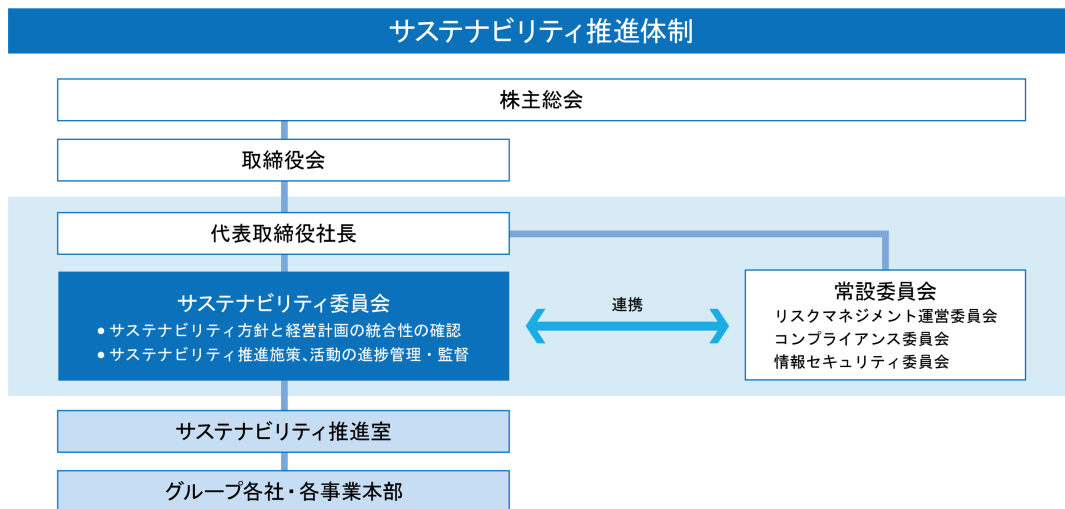 サステナビリティ推進体制
株主総会
取締役会
代表取締役社長
サステナビリティ委員会
● サステナビリティ方針と経営計画の統合性の確認
● サステナビリティ推進施策、活動の進捗管理・監督
連携
常設委員会
リスクマネジメント運営委員会
コンプライアンス委員会
情報セキュリティ委員会
サステナビリティ推進室
グループ各社・各事業本部